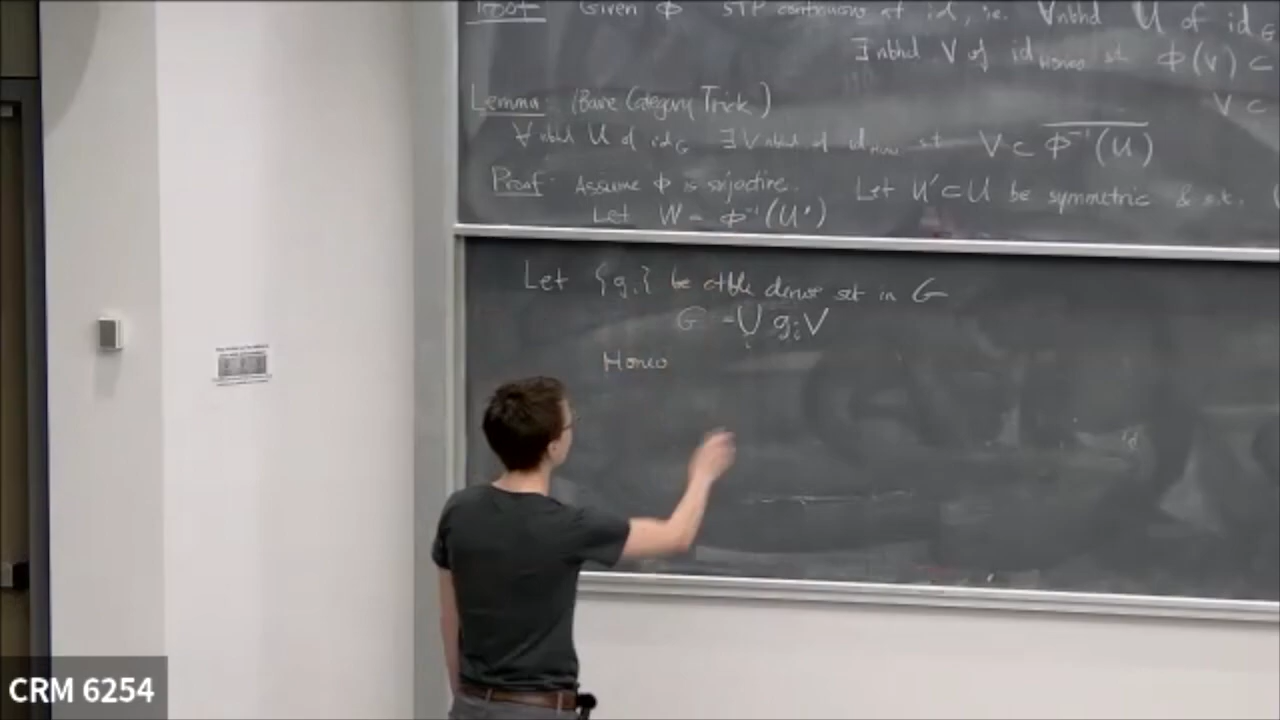 Proof: Given Φ STP continuous at id, i.e. ∀nbhd U of id_G
∃nbhd V of id_Homeo st Φ(V) ⊂
V ⊂
Lemma: (Baire Category Trick)
∀ nbhd U of id_G ∃ V nbhd of id_Homeo st V ⊂ \overline{Φ^{-1}(U)}
Proof: Assume Φ is surjective. Let U' ⊂ U be symmetric & s.t.
Let W = Φ^{-1}(U')
Let {g_i} be ctble dense set in G
G = ⋃_i g_i V
Homeo
CRM 6254